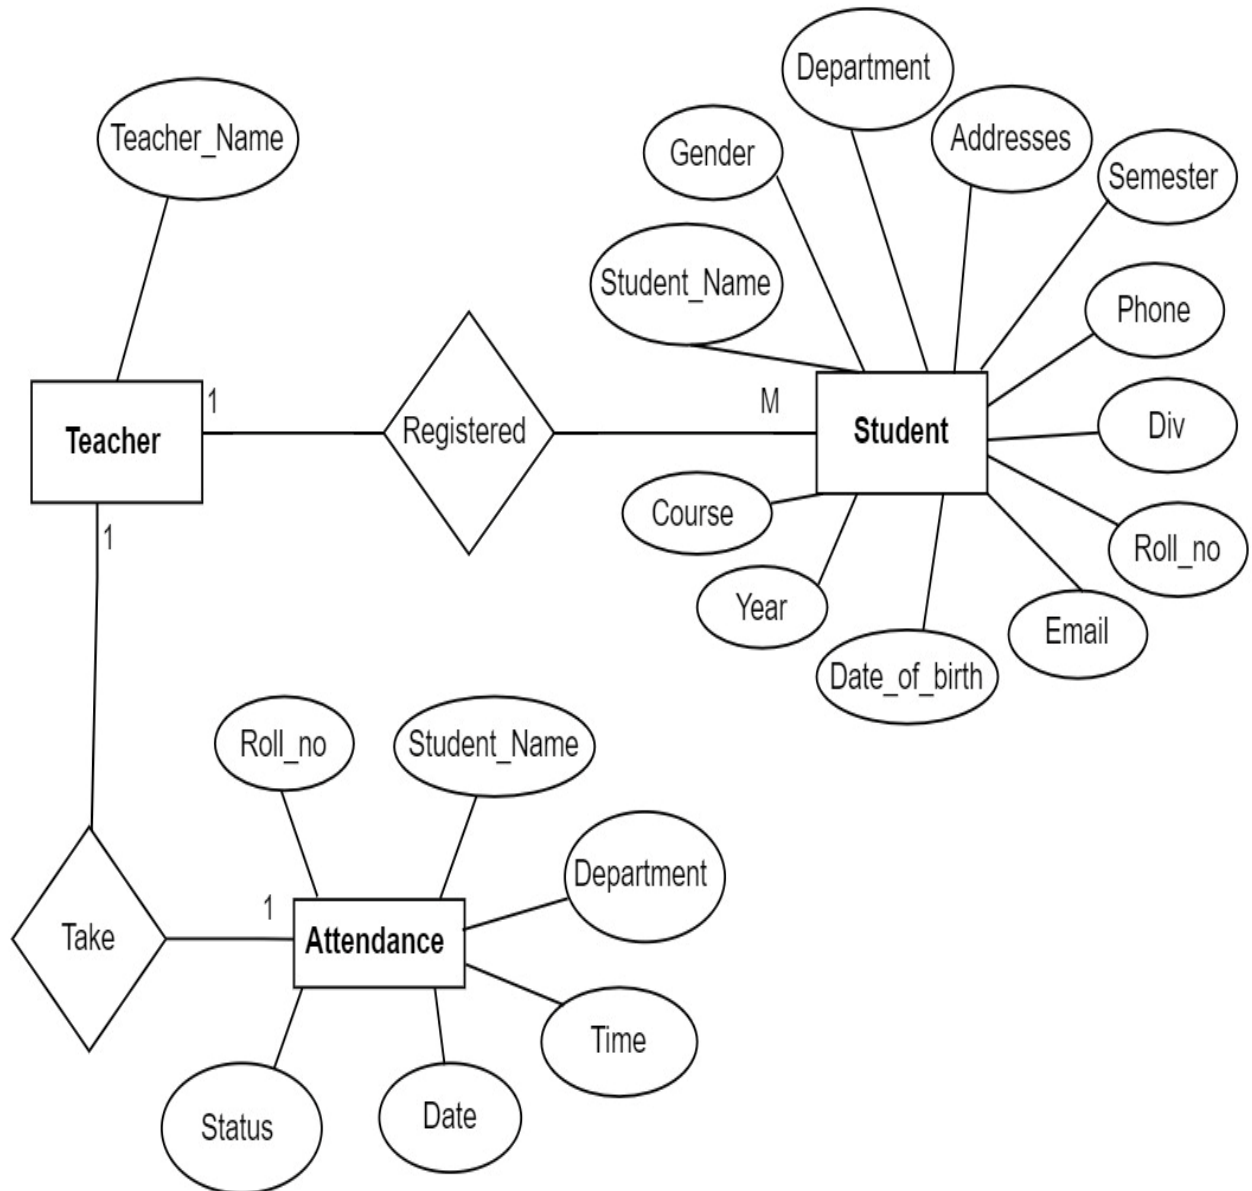 Department
Teacher_Name
Gender
Addresses
Semester
Student_Name
Phone
1
M
Teacher
Registered
Student
Div
Course
1
Roll_no
Year
Email
Date_of_birth
Roll_no
Student_Name
Department
1
Take
Attendance
Time
Status
Date